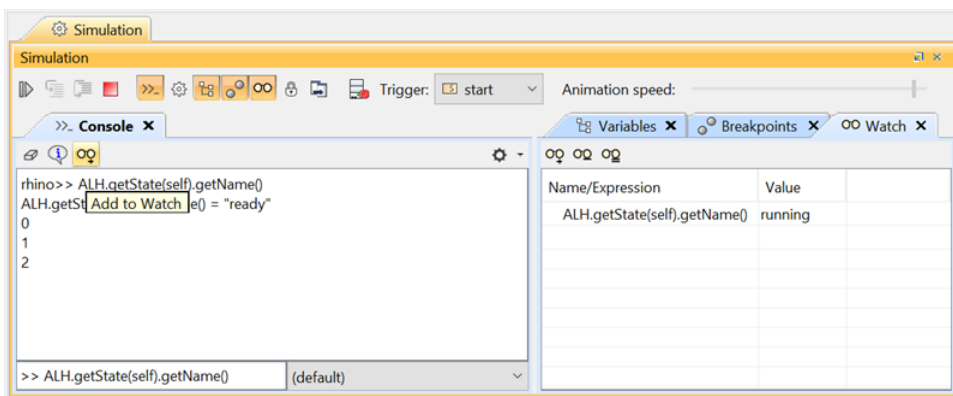 Simulation
Simulation
Trigger: start Animation speed:
Console
Variables Breakpoints Watch
rhino>> ALH.getState(self).getName()
ALH.getSt Add to Watch e() = "ready"
0
1
2
>> ALH.getState(self).getName() (default)
Name/Expression Value
ALH.getState(self).getName() running